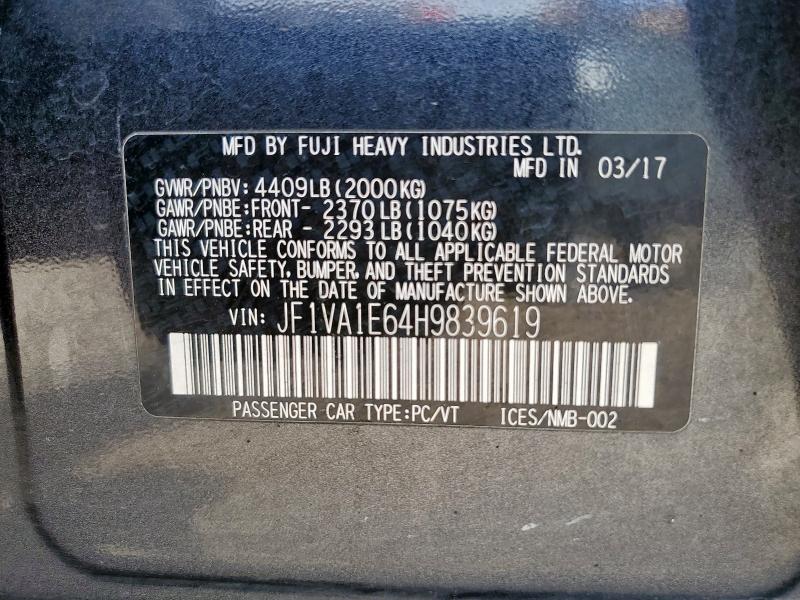 MFD BY FUJI HEAVY INDUSTRIES LTD.
MFD IN 03/17
GVWR/PNBV: 4409LB(2000KG)
GAWR/PNBE:FRONT- 2370LB(1075KG)
GAWR/PNBE:REAR - 2293LB(1040KG)
THIS VEHICLE CONFORMS TO ALL APPLICABLE FEDERAL MOTOR
VEHICLE SAFETY, BUMPER, AND THEFT PREVENTION STANDARDS
IN EFFECT ON THE DATE OF MANUFACTURE SHOWN ABOVE.
VIN: JF1VA1E64H9839619
PASSENGER CAR TYPE:PC/VT ICES/NMB-002